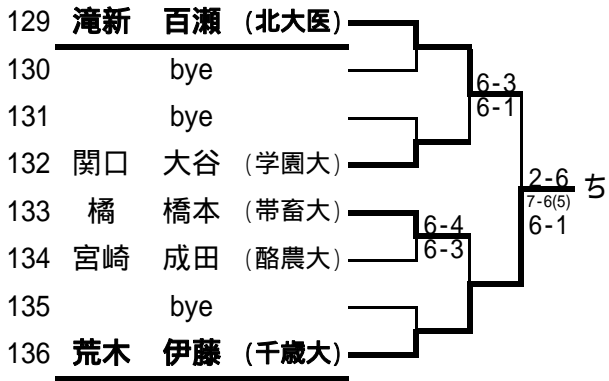 129 滝新 百瀬 (北大医)
130 bye
6-3
131 bye
6-1
132 関口 大谷 (学園大)
2-6
ち
7-6(5)
133 橘 橋本 (帯畜大)
6-4
6-1
134 宮崎 成田 (酪農大)
6-3
135 bye
136 荒木 伊藤 (千歳大)